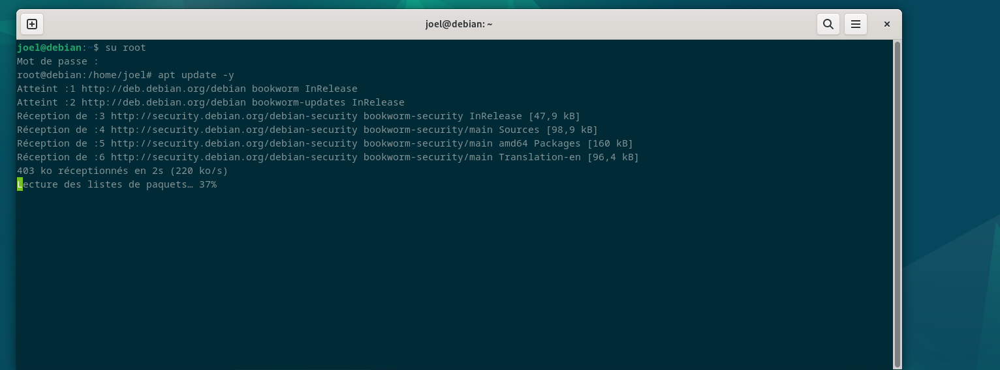 joel@debian: ~
joel@debian:~$ su root
Mot de passe :
root@debian:/home/joel# apt update -y
Atteint :1 http://deb.debian.org/debian bookworm InRelease
Atteint :2 http://deb.debian.org/debian bookworm-updates InRelease
Réception de :3 http://security.debian.org/debian-security bookworm-security InRelease [47,9 kB]
Réception de :4 http://security.debian.org/debian-security bookworm-security/main Sources [98,9 kB]
Réception de :5 http://security.debian.org/debian-security bookworm-security/main amd64 Packages [160 kB]
Réception de :6 http://security.debian.org/debian-security bookworm-security/main Translation-en [96,4 kB]
403 ko réceptionnés en 2s (220 ko/s)
Lecture des listes de paquets… 37%